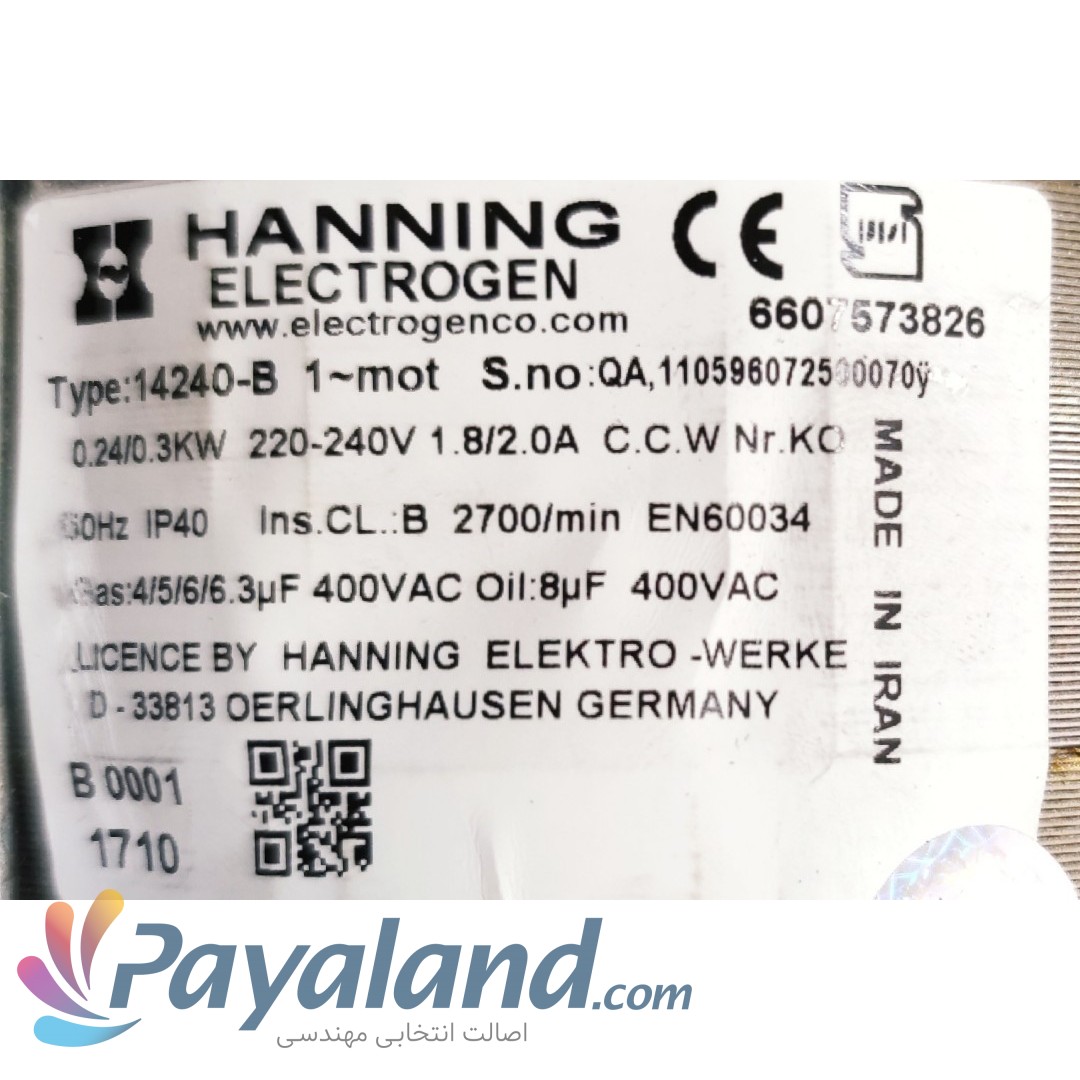 HANNING
ELECTROGEN
www.electrogenco.com
CE
6607573826
Type:14240-B 1~mot S.no:QA,110596072500070ÿ
0.24/0.3KW 220-240V 1.8/2.0A C.C.W Nr.KO
50Hz IP40 Ins.CL.:B 2700/min EN60034
Gas:4/5/6/6.3µF 400VAC Oil:8µF 400VAC
LICENCE BY HANNING ELEKTRO -WERKE
D - 33813 OERLINGHAUSEN GERMANY
MADE IN IRAN
B 0001
1710
Payaland.com
اصالت انتخابی مهندسی